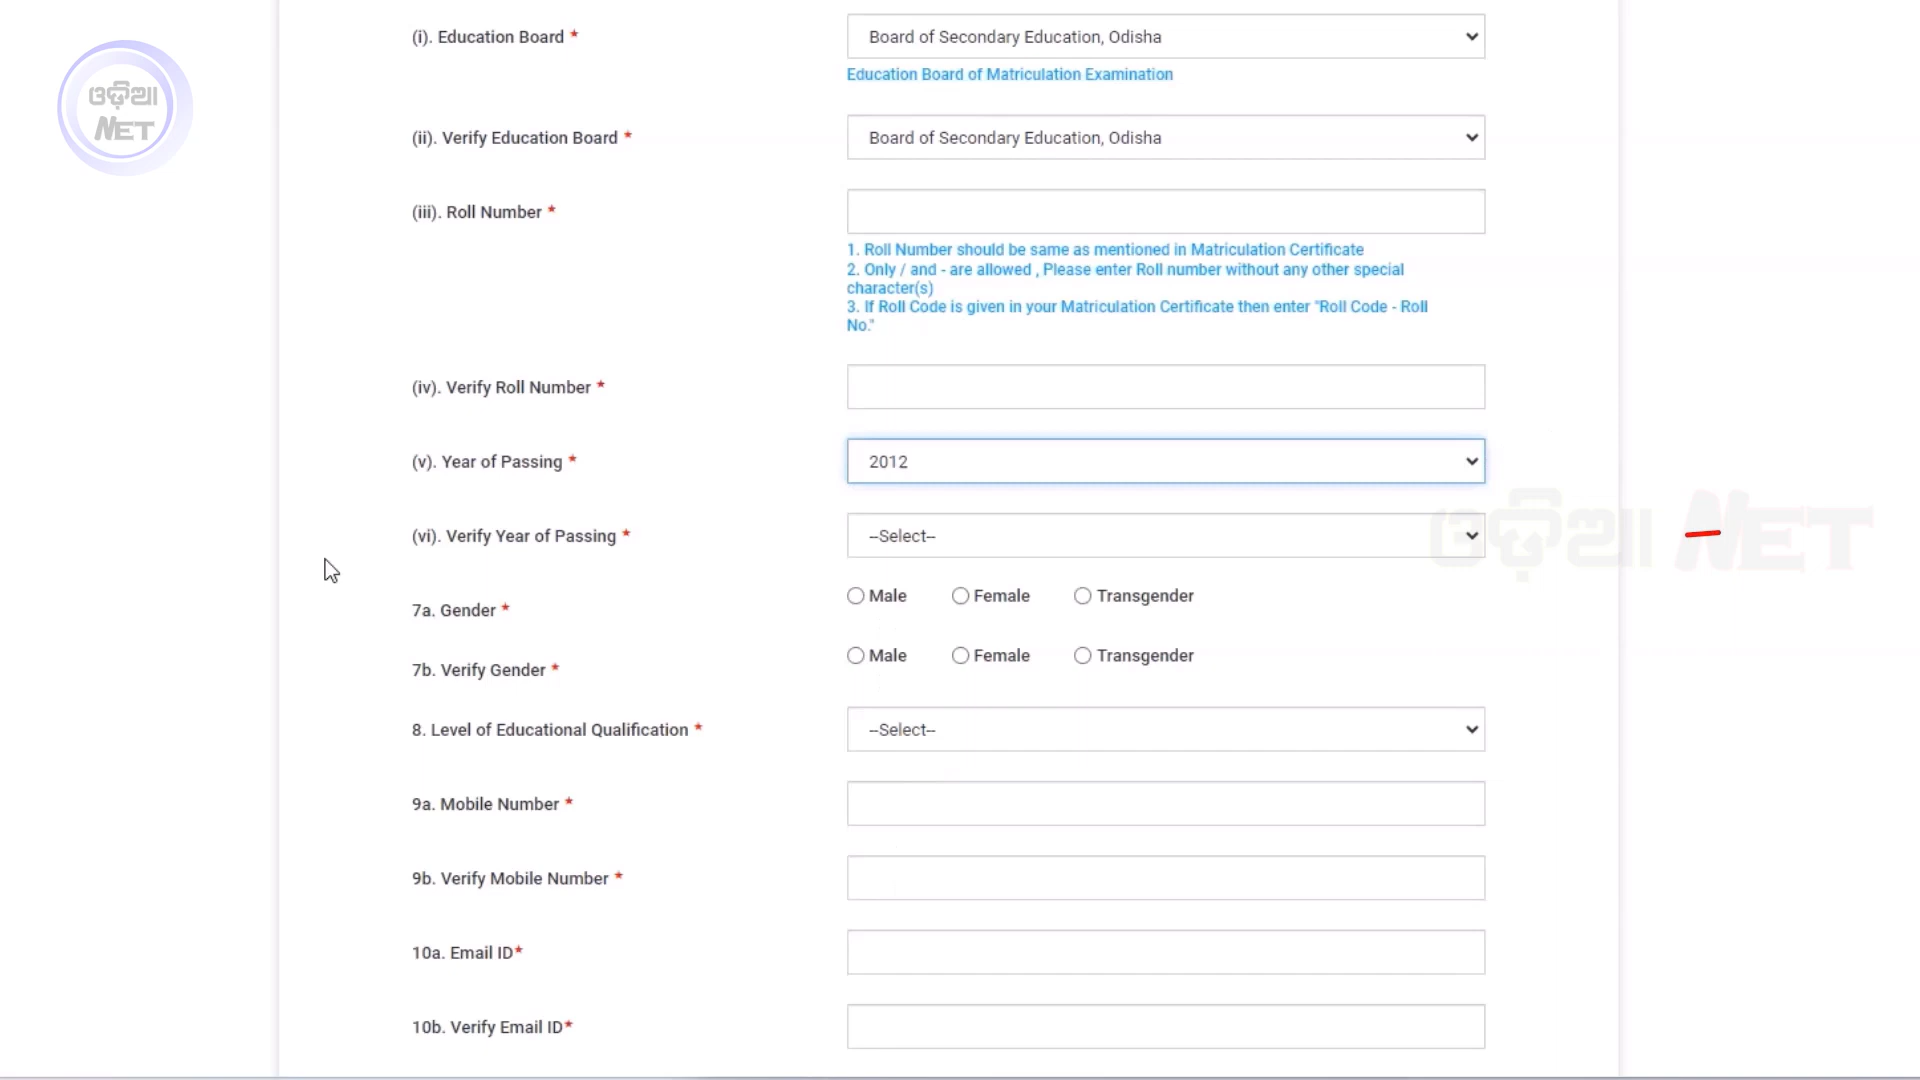 ଓଡ଼ିଆ
NET
(i). Education Board *
Board of Secondary Education, Odisha
Education Board of Matriculation Examination
(ii). Verify Education Board *
Board of Secondary Education, Odisha
(iii). Roll Number *
1. Roll Number should be same as mentioned in Matriculation Certificate
2. Only / and - are allowed , Please enter Roll number without any other special
character(s)
3. If Roll Code is given in your Matriculation Certificate then enter "Roll Code - Roll
No."
(iv). Verify Roll Number *
(v). Year of Passing *
2012
(vi). Verify Year of Passing *
--Select--
ଓଡ଼ିଆ NET
7a. Gender *
Male Female Transgender
7b. Verify Gender *
Male Female Transgender
8. Level of Educational Qualification *
--Select--
9a. Mobile Number *
9b. Verify Mobile Number *
10a. Email ID*
10b. Verify Email ID*